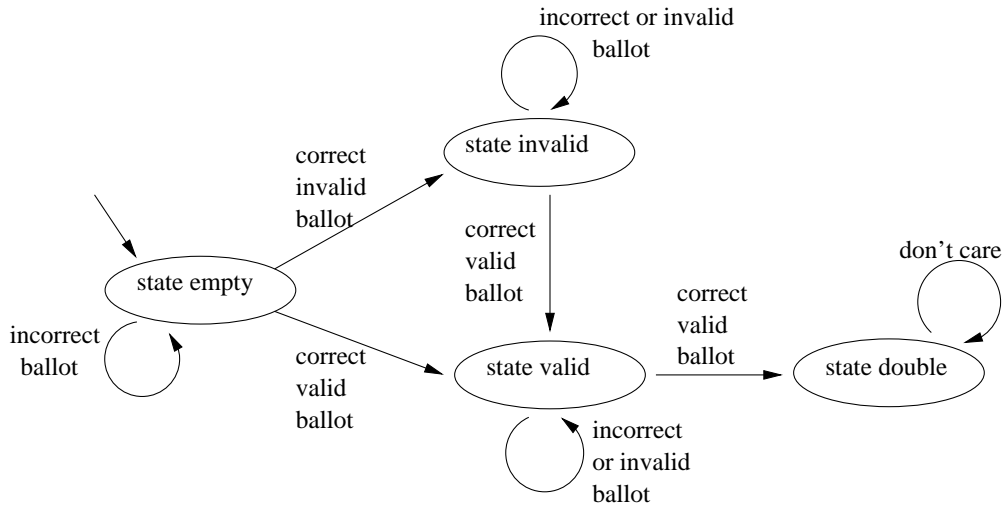 incorrect or invalid
ballot
state invalid
correct
invalid
ballot
correct
valid
ballot
don't care
state empty
correct
valid
ballot
incorrect
ballot
correct
valid
ballot
state valid
state double
incorrect
or invalid
ballot